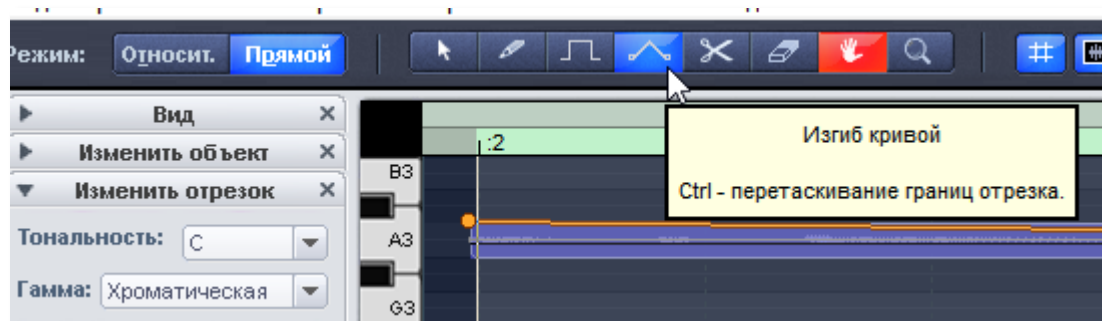 Режим: Относит. Прямой
Вид
Изменить объект
Изменить отрезок
Тональность: C
Гамма: Хроматическая
:2
B3
A3
G3
Изгиб кривой
Ctrl - перетаскивание границ отрезка.